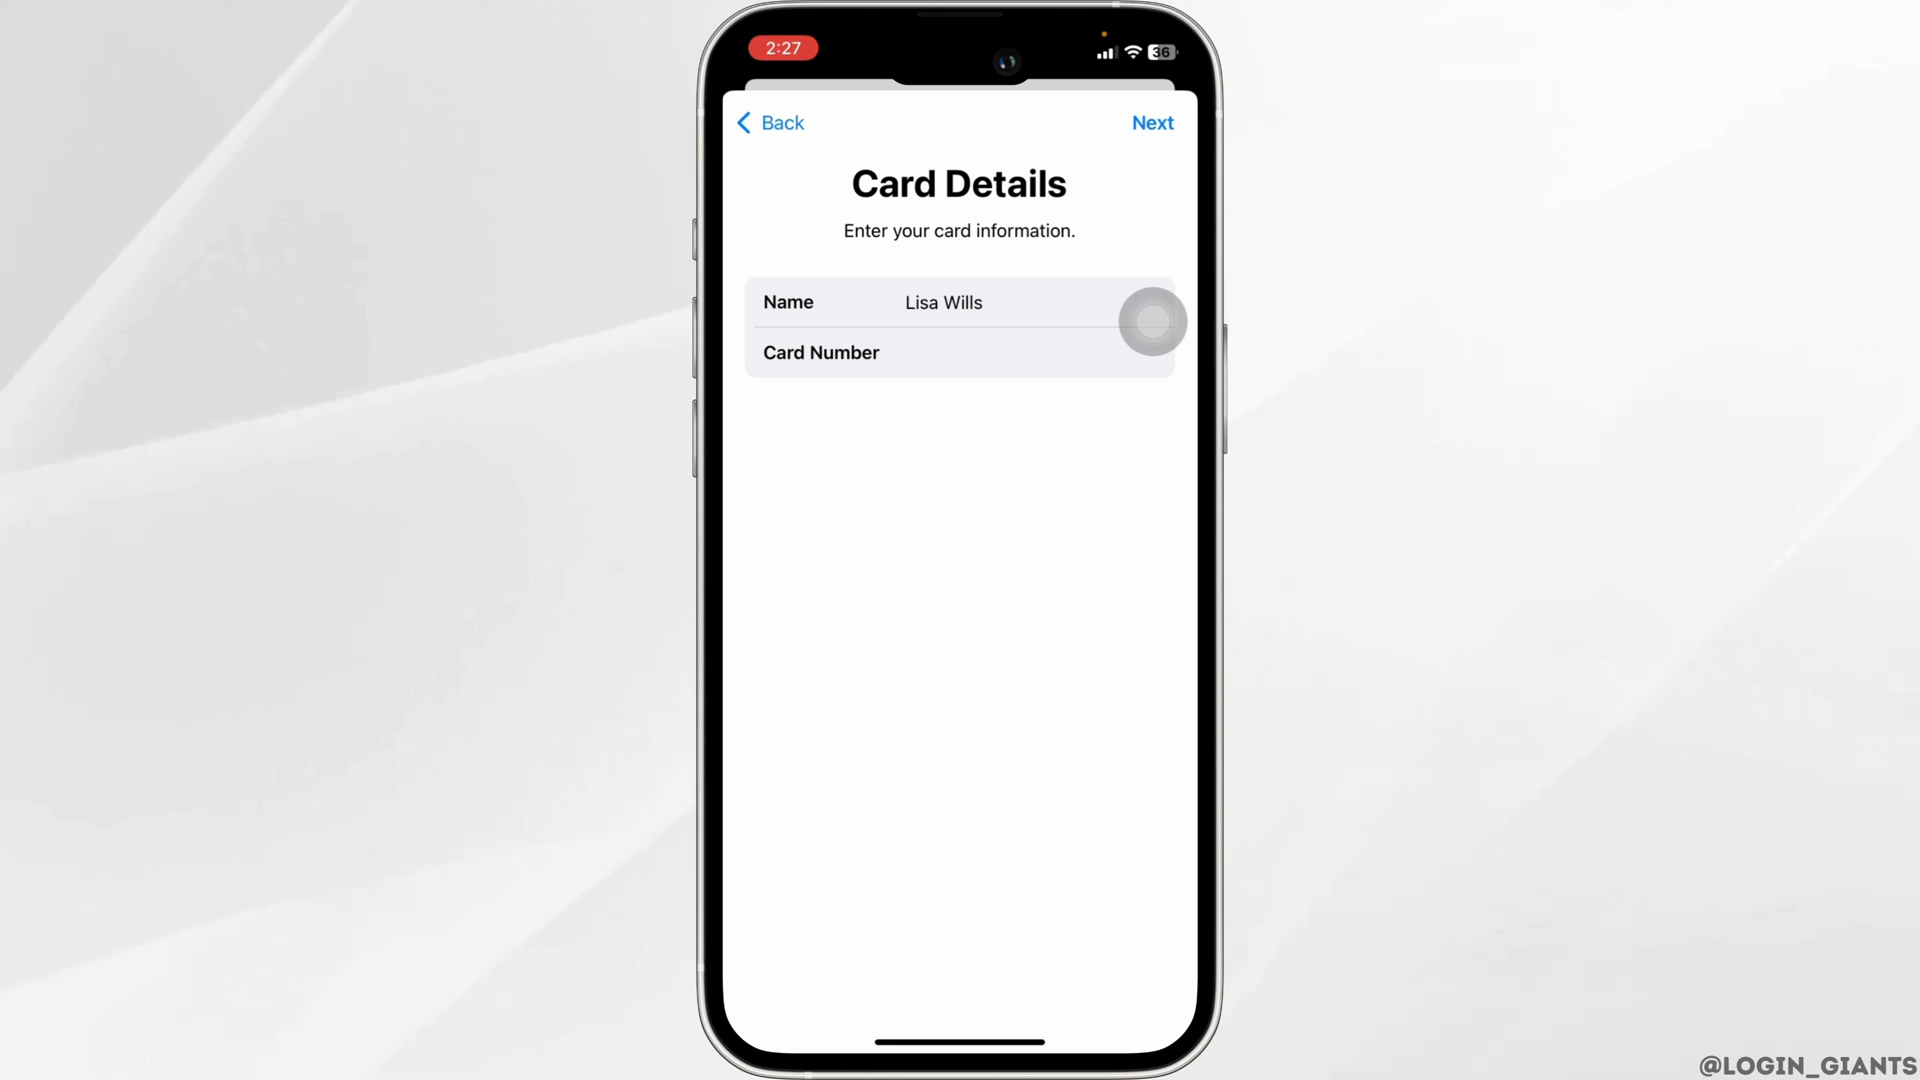 2:27
36
Back
Next
Card Details
Enter your card information.
Name Lisa Wills
Card Number
@LOGIN_GIANTS